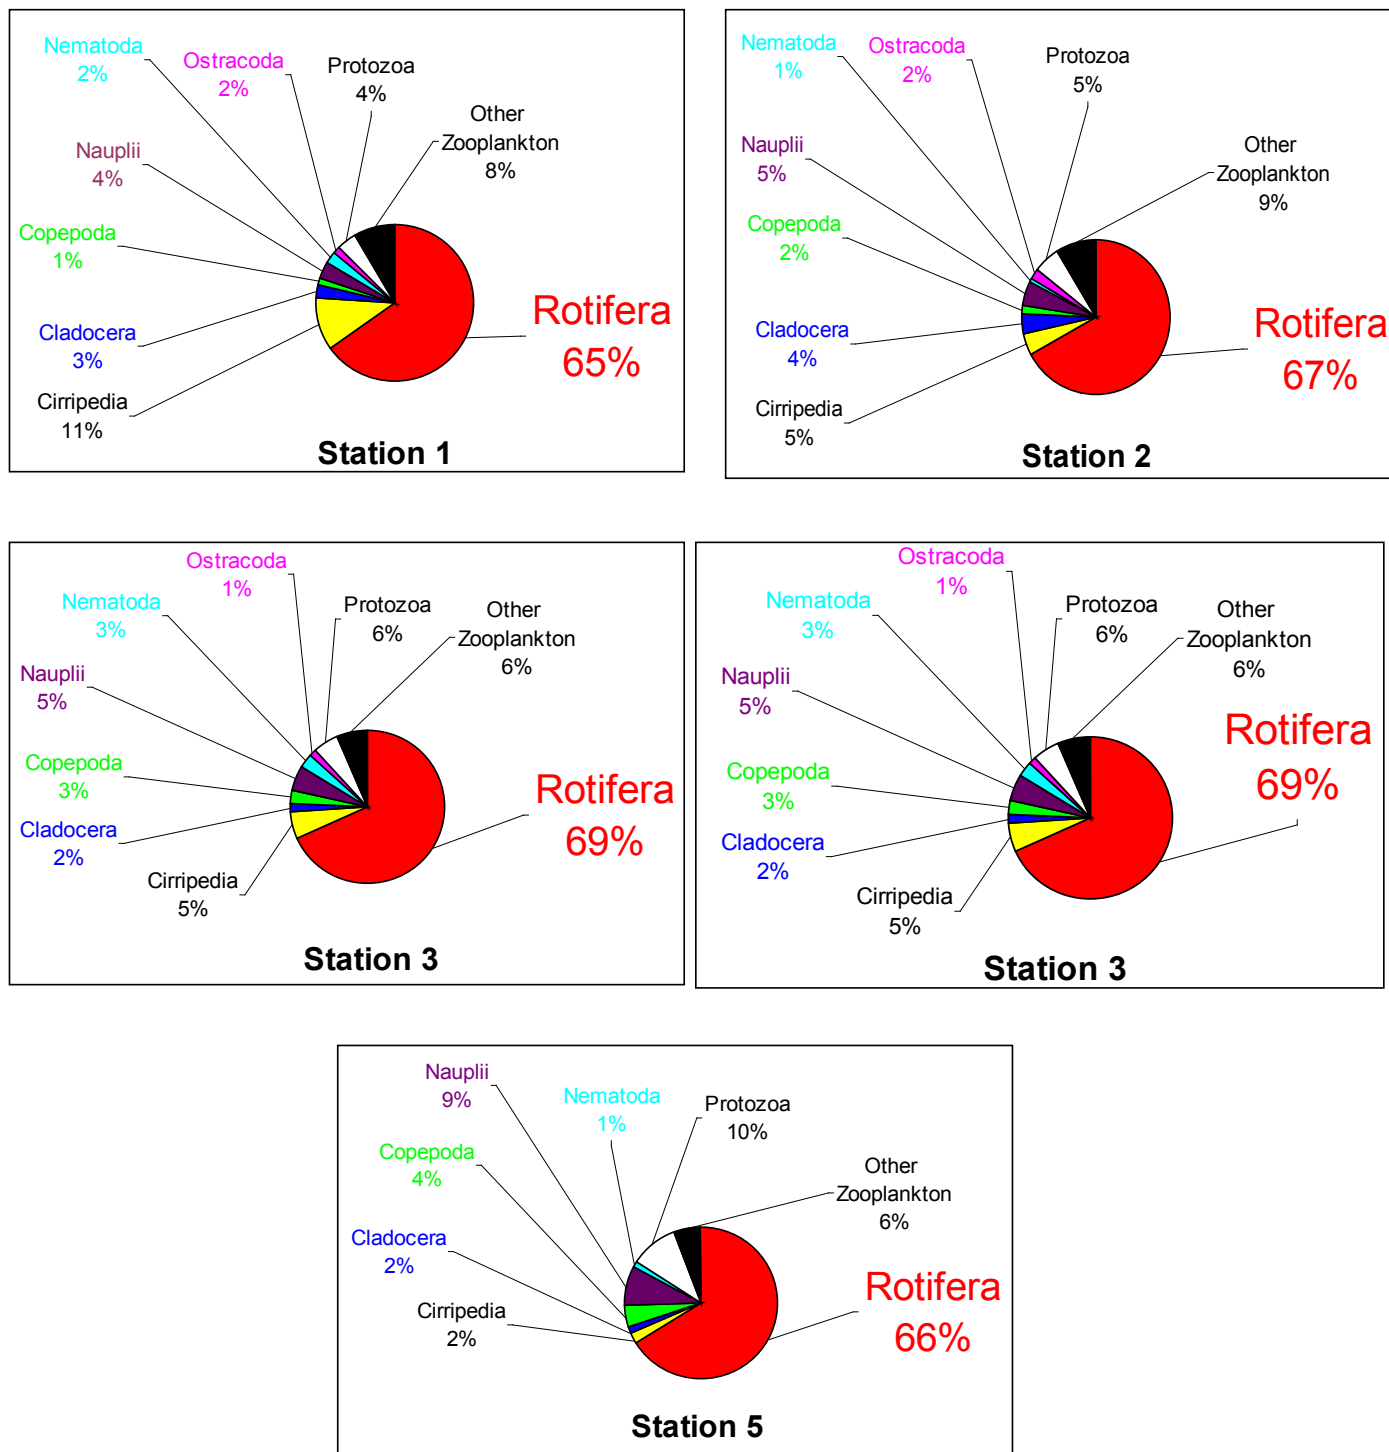 Nematoda
2%
Ostracoda
2%
Protozoa
4%
Other
Zooplankton
8%
Nauplii
4%
Copepoda
1%
Cladocera
3%
Cirripedia
11%
Rotifera
65%
Station 1
Nematoda
1%
Ostracoda
2%
Protozoa
5%
Other
Zooplankton
9%
Nauplii
5%
Copepoda
2%
Cladocera
4%
Cirripedia
5%
Rotifera
67%
Station 2
Ostracoda
1%
Nematoda
3%
Protozoa
6%
Other
Zooplankton
6%
Nauplii
5%
Copepoda
3%
Cladocera
2%
Cirripedia
5%
Rotifera
69%
Station 3
Ostracoda
1%
Nematoda
3%
Protozoa
6%
Other
Zooplankton
6%
Nauplii
5%
Copepoda
3%
Cladocera
2%
Cirripedia
5%
Rotifera
69%
Station 3
Nauplii
9%
Nematoda
1%
Protozoa
10%
Copepoda
4%
Other
Zooplankton
6%
Cladocera
2%
Cirripedia
2%
Rotifera
66%
Station 5